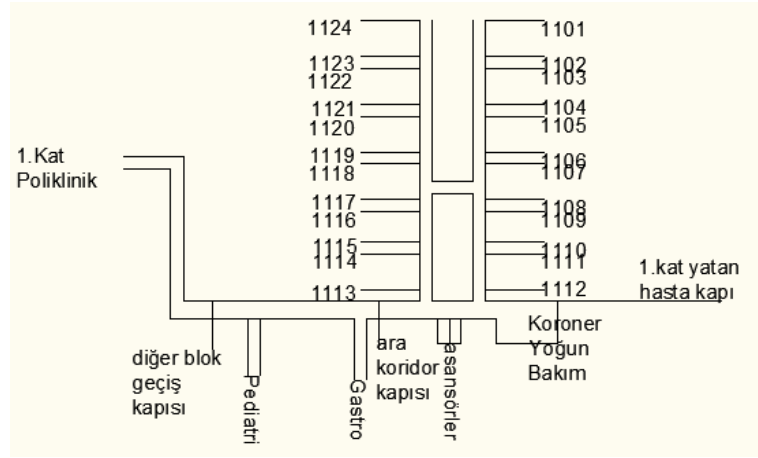 1124
1101
1123
1122
1102
1103
1121
1120
1104
1105
1119
1118
1106
1107
1117
1116
1108
1109
1115
1114
1110
1111
1113
1112
1.Kat
Poliklinik
1.kat yatan
hasta kapı
diğer blok
geçiş
kapısı
Pediatri
Gastro
ara
koridor
kapısı
asansörler
Koroner
Yoğun
Bakım